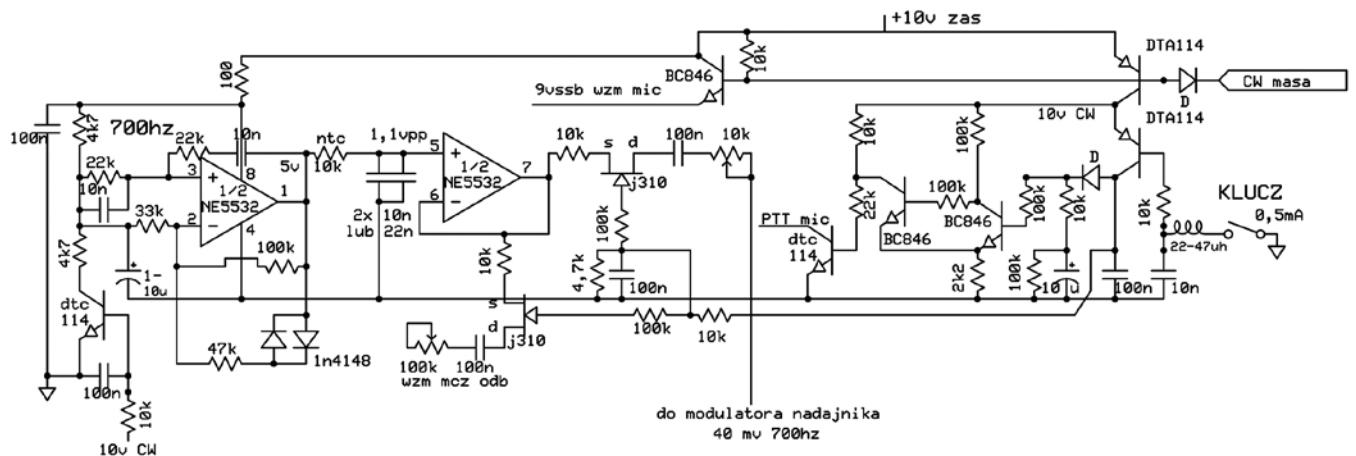 +10v zas
DTA114
100
BC846
10k
9vssb wzm mic
D
CW masa
10v CW
DTA114
100n
4k7
700hz
22k
10n
5v
ntc
10k
1,1vpp
10k
s
d
100n
10k
10k
100k
D
KLUCZ
0,5mA
22k
10n
3
+
8
1/2
NE5532
1
2
-
4
5
+
1/2
NE5532
7
6
-
j310
100k
22k
BC846
100k
BC846
100k
10k
10k
22-47uh
33k
2x
lub
10n
22n
PTT mic
dtc
114
4k7
+
1-
10u
100k
10k
4,7k
100n
2k2
100k
+
10 u
100n
10n
dtc
114
s
d
j310
100k
10k
47k
1n4148
100k
100n
wzm mcz odb
100n
10k
10v CW
do modulatora nadajnika
40 mv 700hz